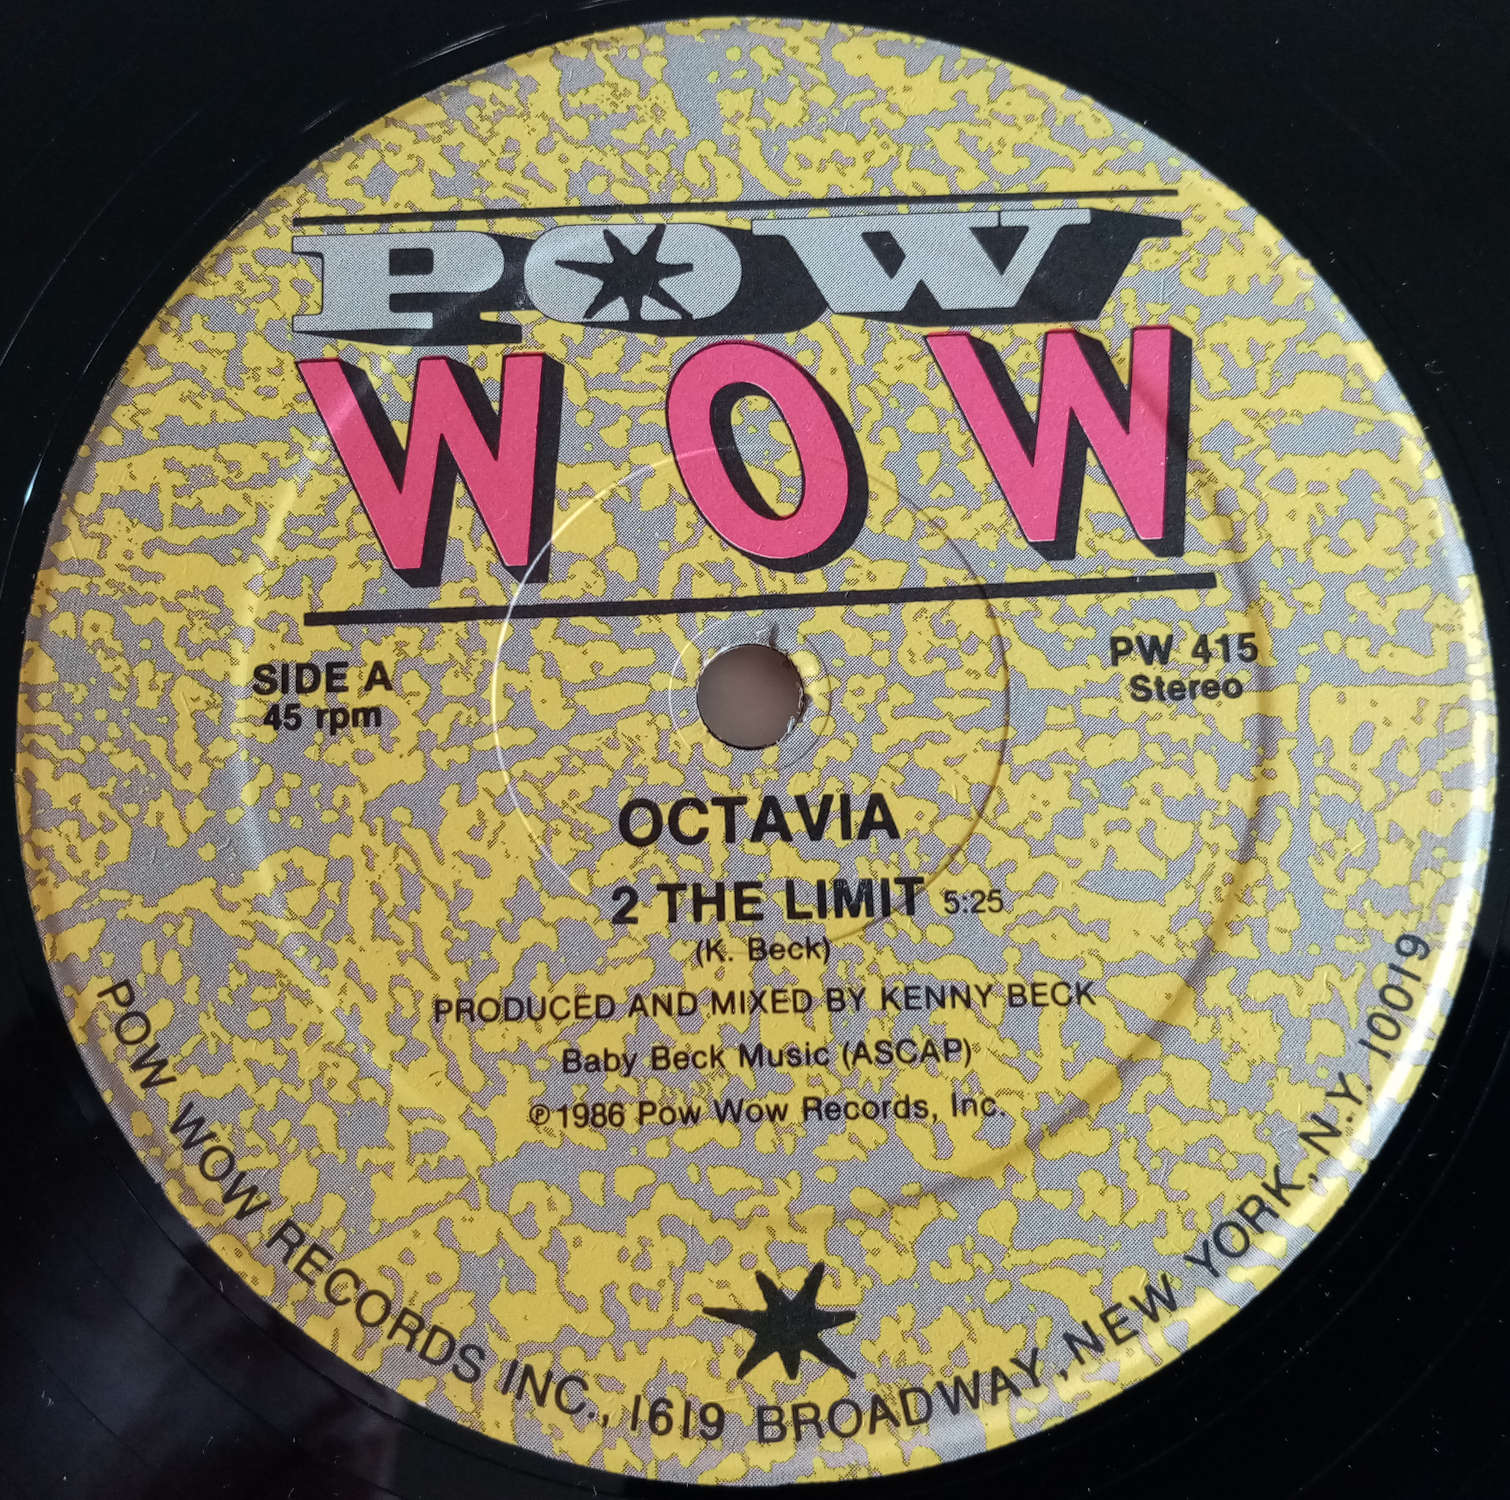 POW
WOW
SIDE A
45 rpm
PW 415
Stereo
OCTAVIA
2 THE LIMIT 5:25
(K. Beck)
PRODUCED AND MIXED BY KENNY BECK
Baby Beck Music (ASCAP)
℗1986 Pow Wow Records, Inc.
POW WOW RECORDS INC., 1619 BROADWAY, NEW YORK, N.Y. 10019